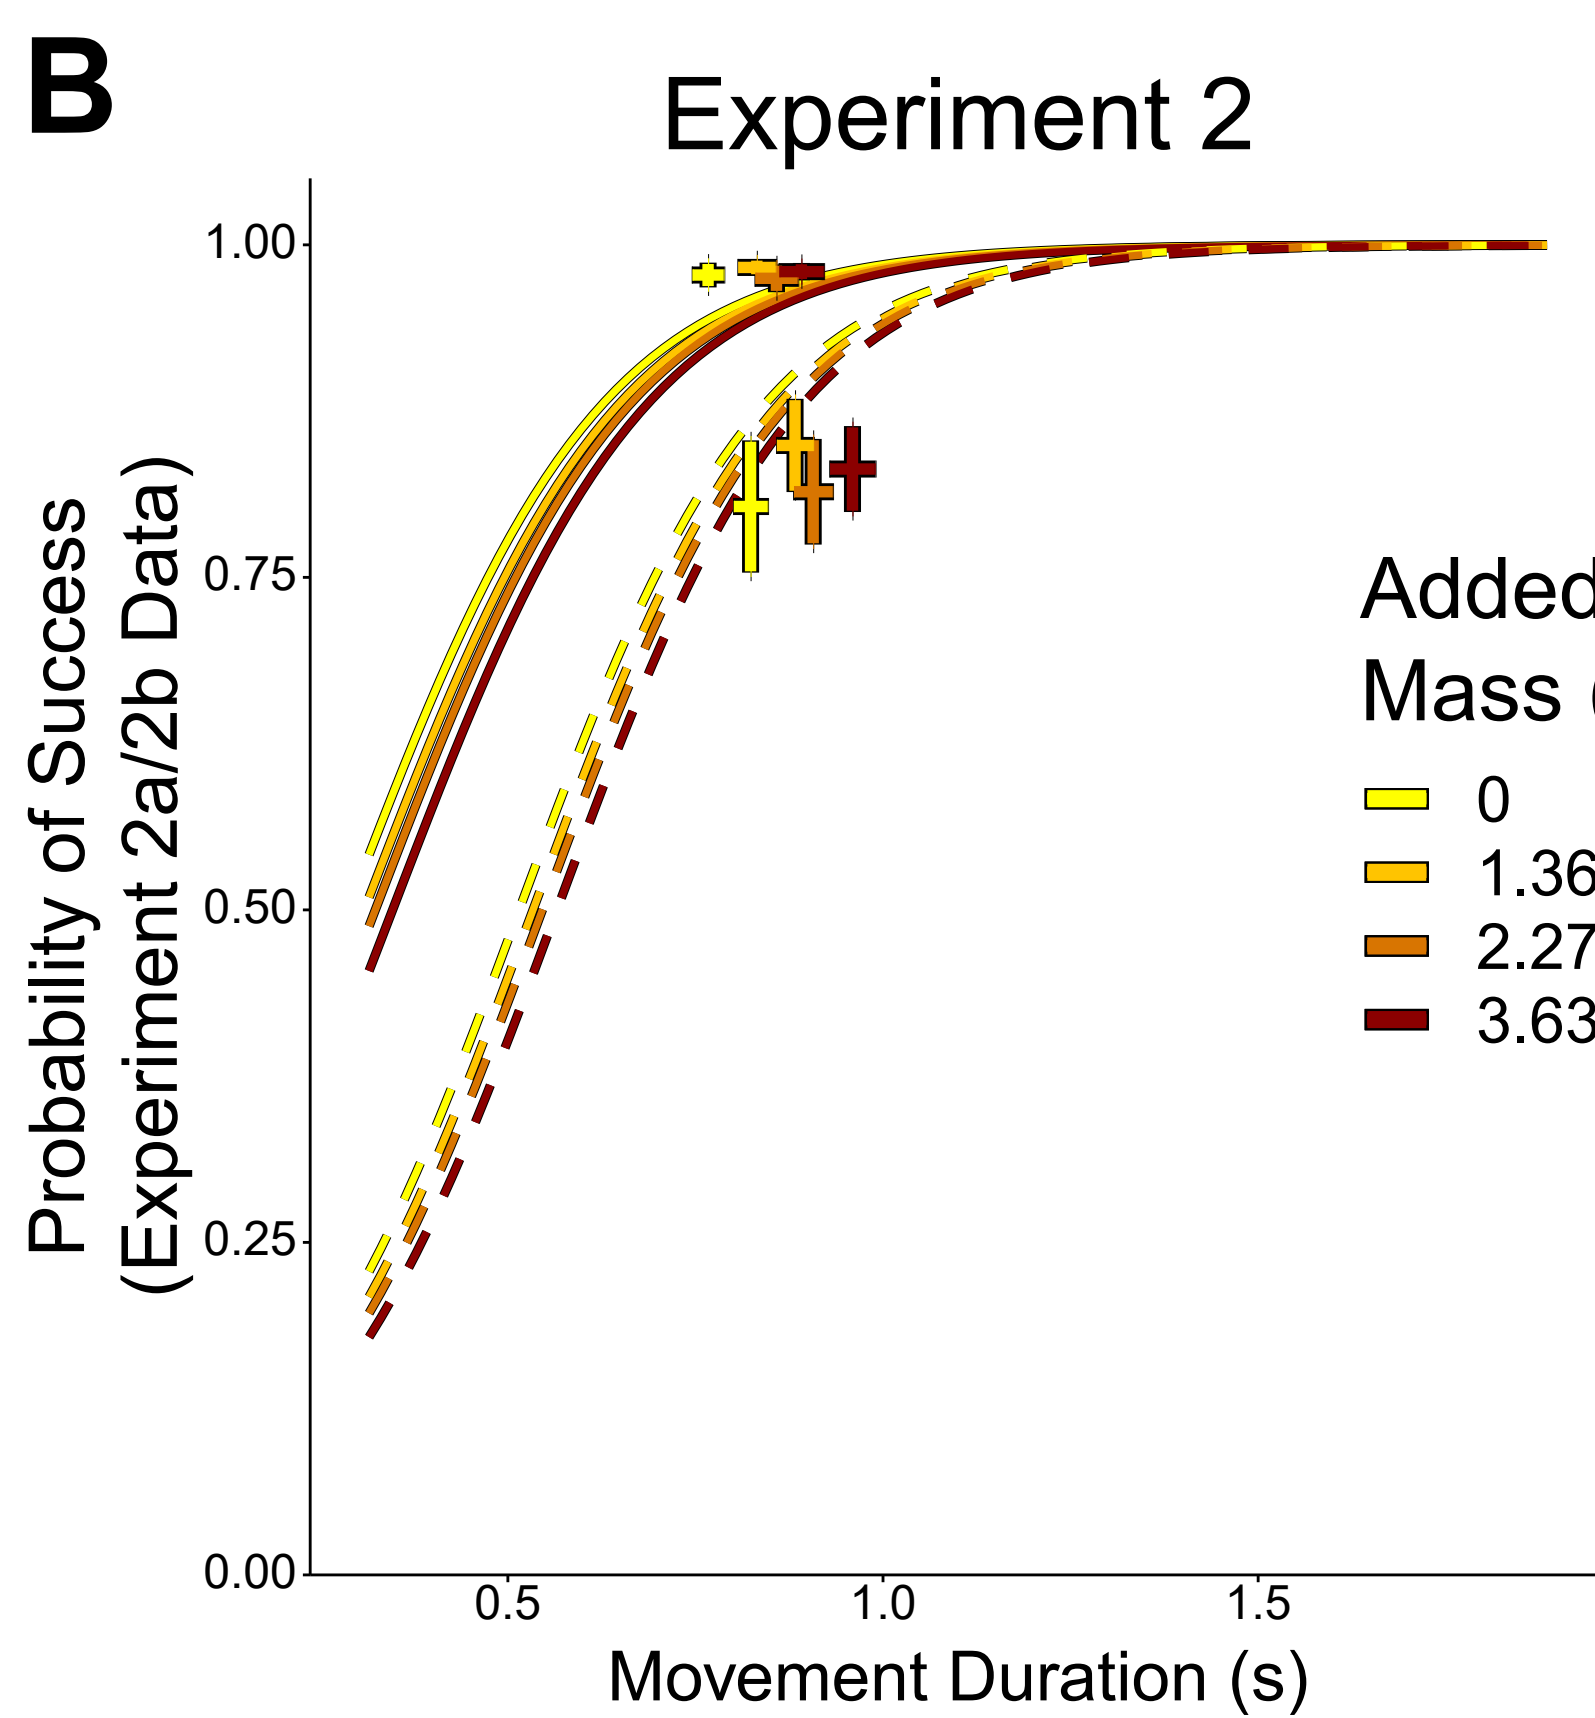 B
Experiment 2
Probability of Success
(Experiment 2a/2b Data)
1.00
0.75
0.50
0.25
0.00
0.5 1.0 1.5
Movement Duration (s)
Added
Mass (
0
1.36
2.27
3.63